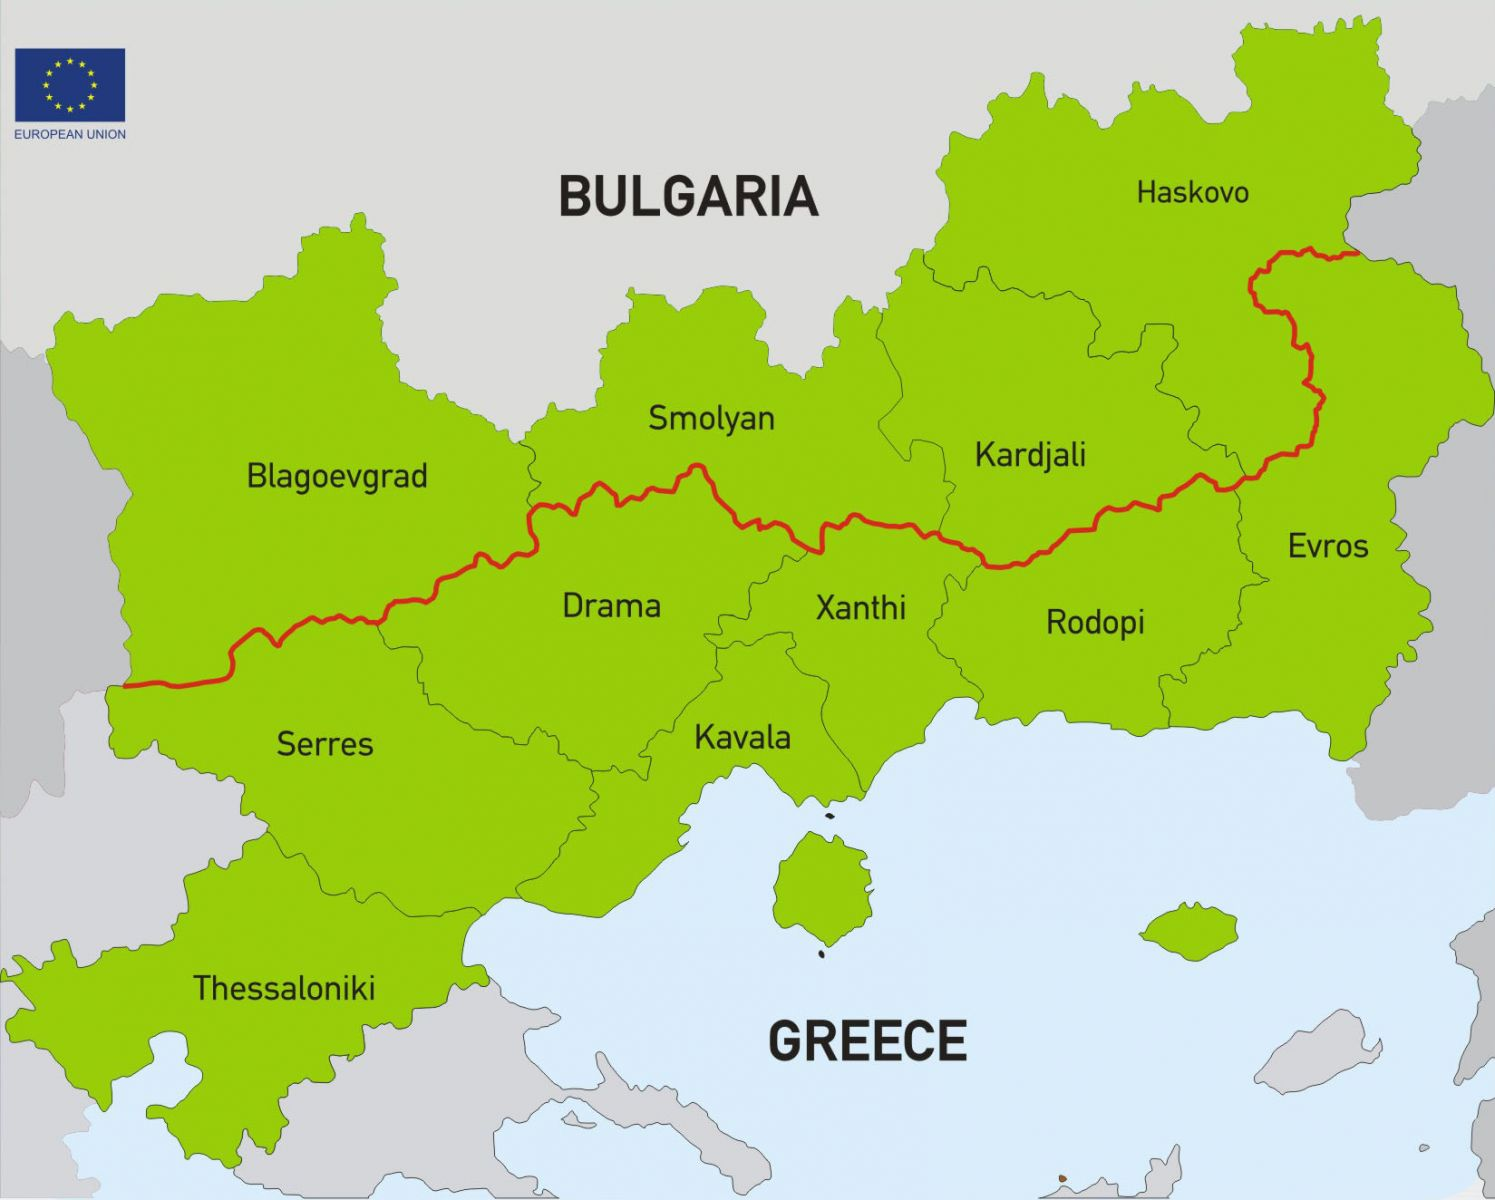 EUROPEAN UNION
BULGARIA
Haskovo
Smolyan
Kardjali
Blagoevgrad
Evros
Drama
Xanthi
Rodopi
Kavala
Serres
Thessaloniki
GREECE